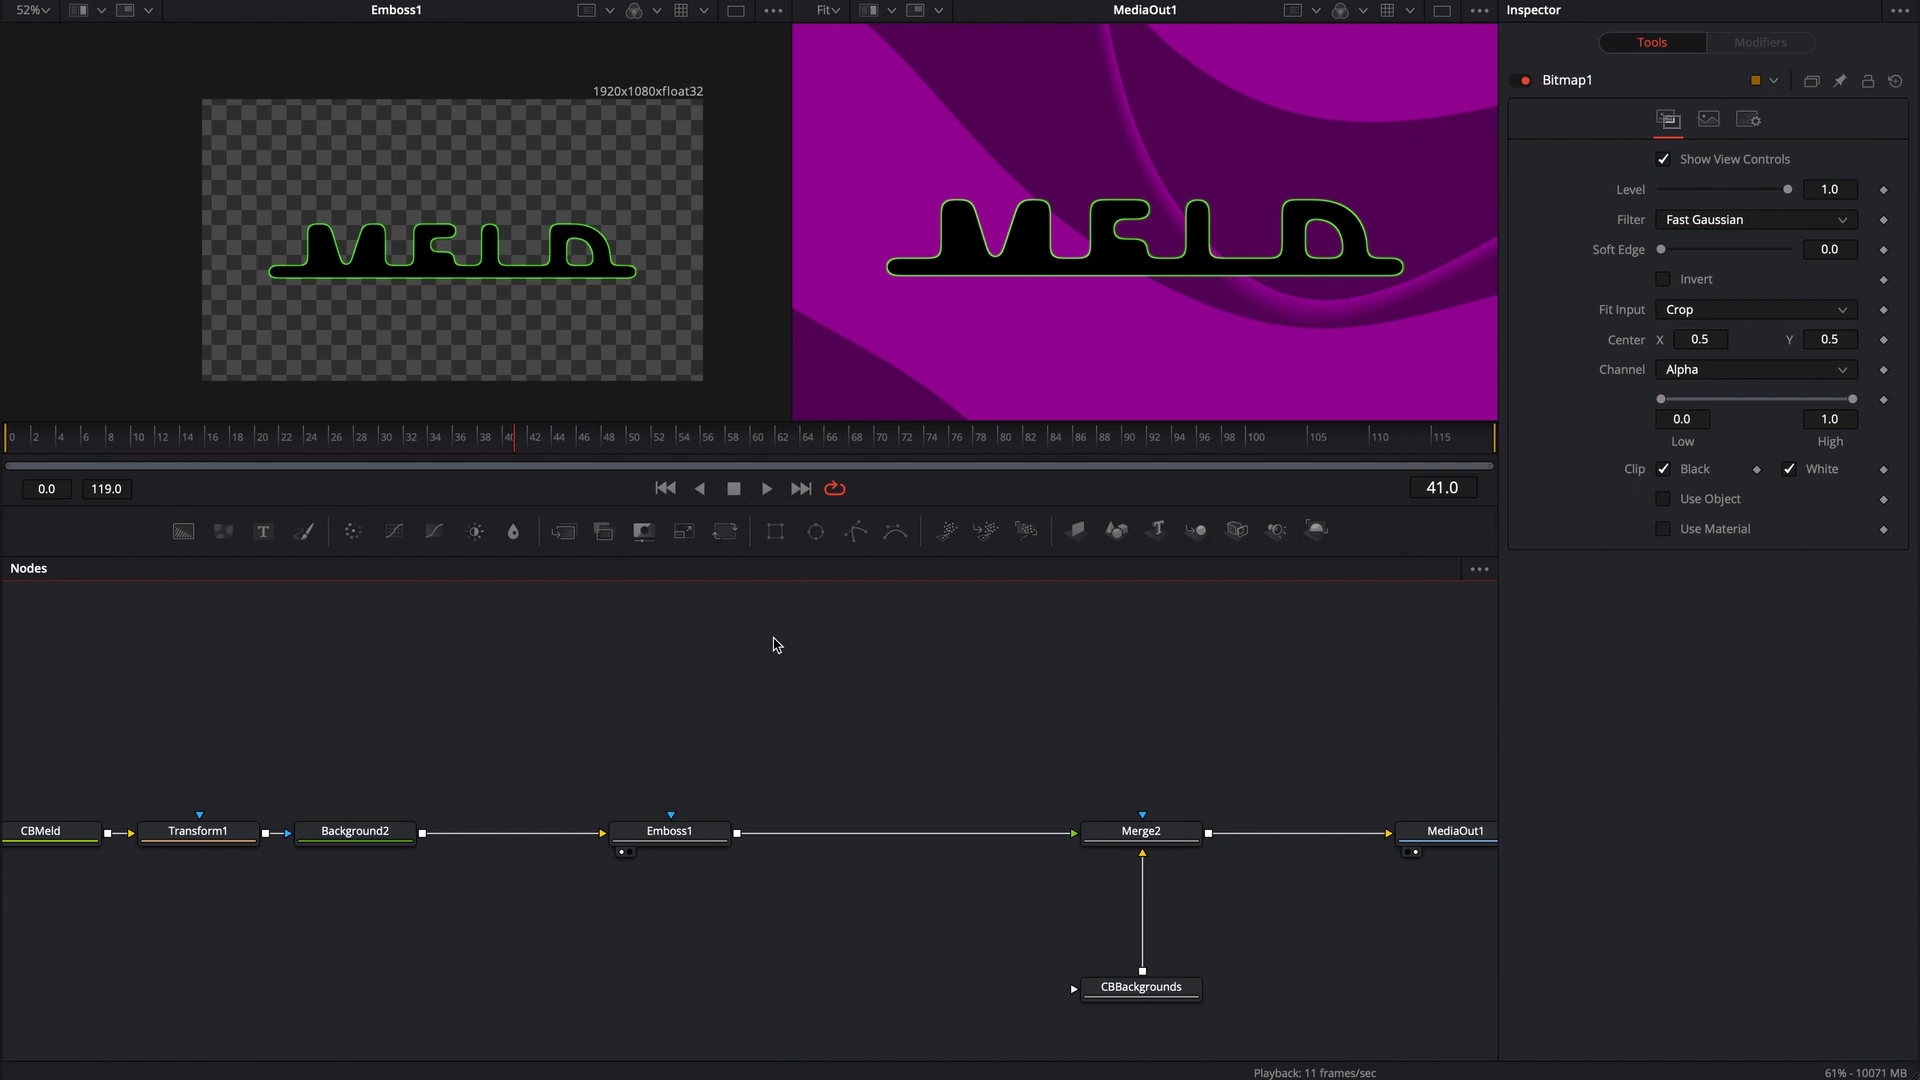 52% Emboss1 Fit MediaOut1 Inspector
Tools Modifiers
Bitmap1
1920x1080xfloat32
MELD
MELD
Show View Controls
Level 1.0
Filter Fast Gaussian
Soft Edge 0.0
Invert
Fit Input Crop
Center X 0.5 Y 0.5
Channel Alpha
0.0 1.0
Low High
Clip Black White
Use Object
Use Material
0 2 4 6 8 10 12 14 16 18 20 22 24 26 28 30 32 34 36 38 40 42 44 46 48 50 52 54 56 58 60 62 64 66 68 70 72 74 76 78 80 82 84 86 88 90 92 94 96 98 100 105 110 115
0.0 119.0 41.0
T
Nodes
CBMeld Transform1 Background2 Emboss1 Merge2 MediaOut1
CBBackgrounds
Playback: 11 frames/sec 61% - 10071 MB